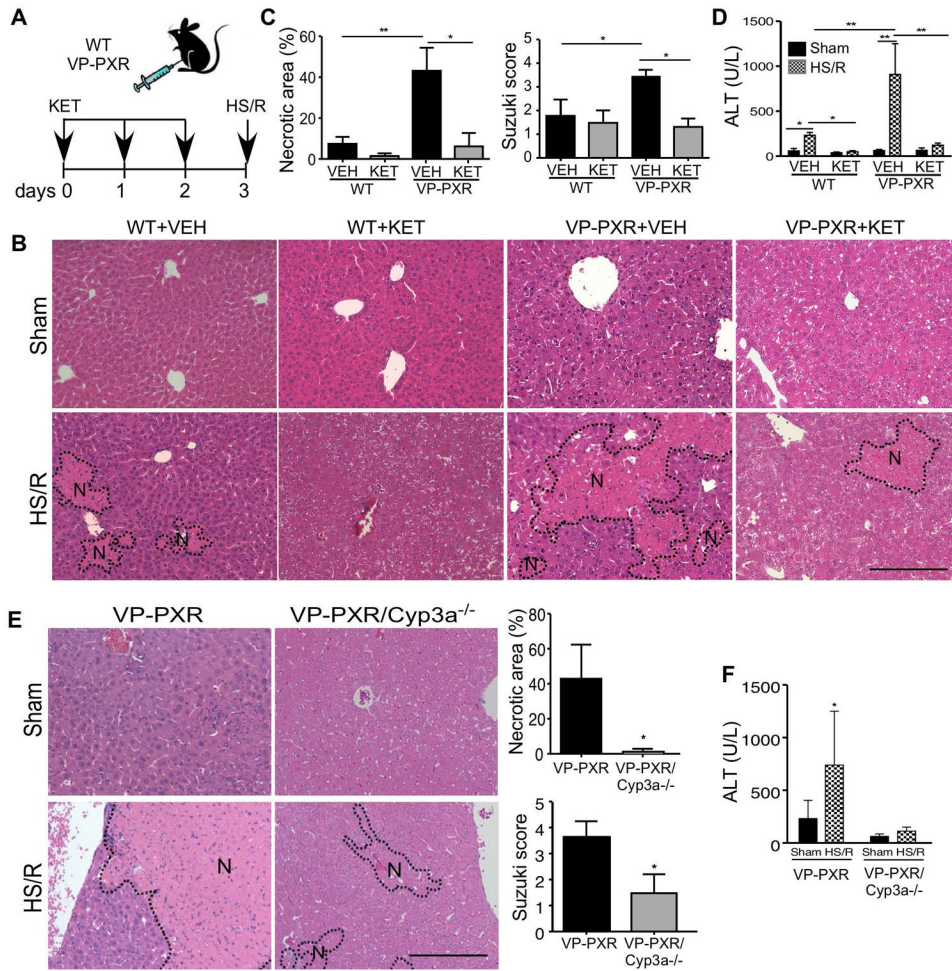 A
WT
VP-PXR
KET
HS/R
days 0 1 2 3
C
Necrotic area (%)
60
40
20
0
VEH KET VEH KET
WT VP-PXR
** *
Suzuki score
5
4
3
2
1
0
VEH KET VEH KET
WT VP-PXR
* *
D
ALT (U/L)
1500
1000
500
0
Sham
HS/R
** ** **
* *
VEH KET VEH KET
WT VP-PXR
B
WT+VEH WT+KET VP-PXR+VEH VP-PXR+KET
Sham
HS/R
N
N
N
N
N
N
N
E
VP-PXR VP-PXR/Cyp3a-/-
Sham
HS/R
N
N
N
Necrotic area (%)
80
60
40
20
0
*
VP-PXR VP-PXR/
Cyp3a-/-
Suzuki score
5
4
3
2
1
0
*
VP-PXR VP-PXR/
Cyp3a-/-
F
ALT (U/L)
1500
1000
500
0
*
Sham HS/R Sham HS/R
VP-PXR VP-PXR/
Cyp3a-/-